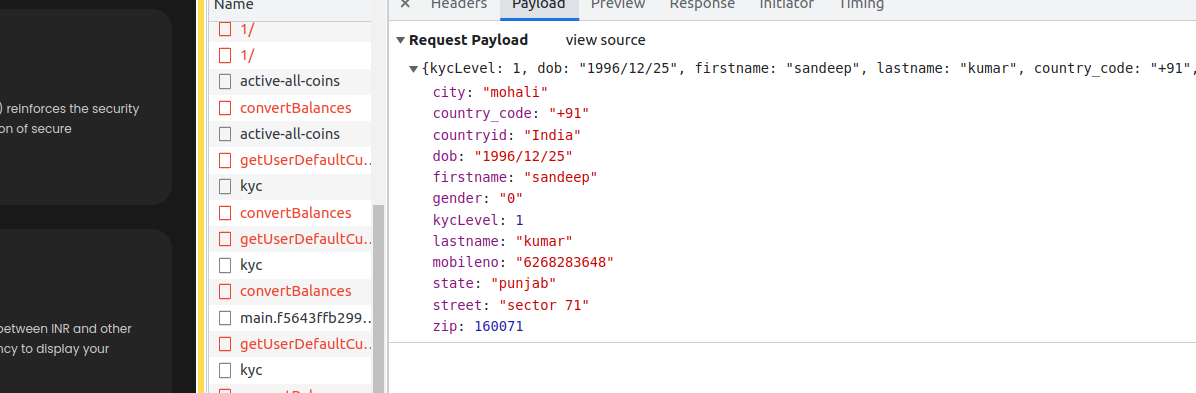 ) reinforces the security
on of secure
between INR and other
ncy to display your
Name
1/
1/
active-all-coins
convertBalances
active-all-coins
getUserDefaultCu...
kyc
convertBalances
getUserDefaultCu...
kyc
convertBalances
main.f5643ffb299...
getUserDefaultCu...
kyc
× Headers Payload Preview Response Initiator Timing
▼ Request Payload view source
▼ {kycLevel: 1, dob: "1996/12/25", firstname: "sandeep", lastname: "kumar", country_code: "+91",
city: "mohali"
country_code: "+91"
countryid: "India"
dob: "1996/12/25"
firstname: "sandeep"
gender: "0"
kycLevel: 1
lastname: "kumar"
mobileno: "6268283648"
state: "punjab"
street: "sector 71"
zip: 160071